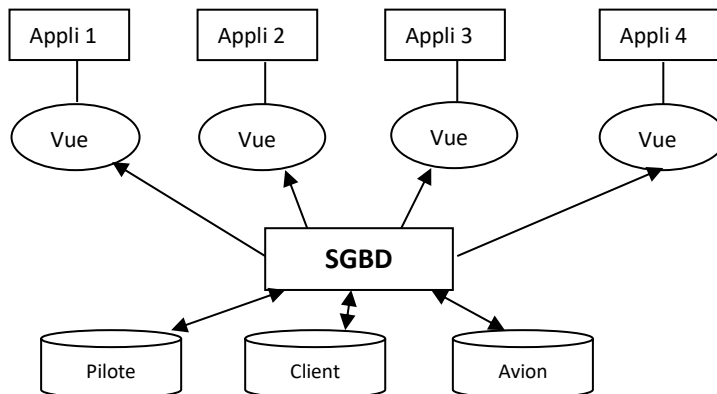 Appli 1
Appli 2
Appli 3
Appli 4
Vue
Vue
Vue
Vue
SGBD
Pilote
Client
Avion